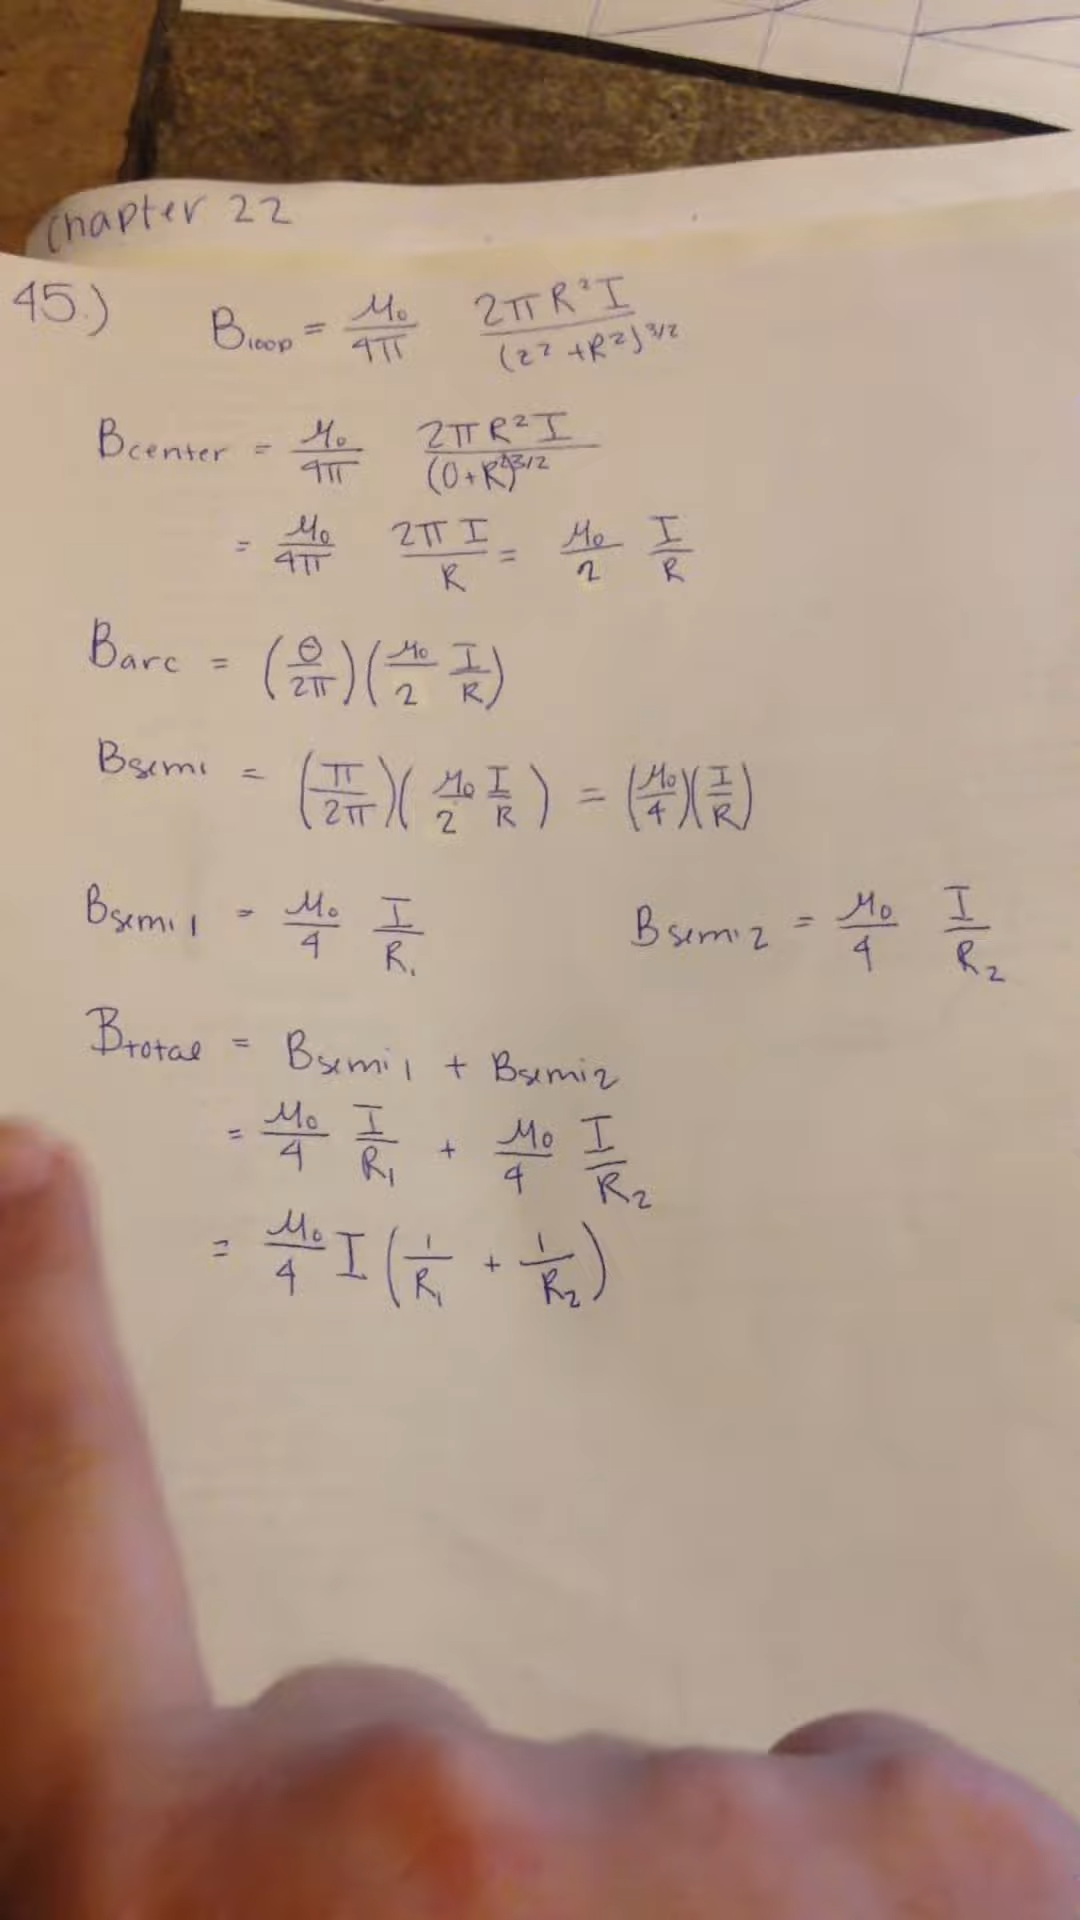 Chapter 22
45.) B_loop = μ₀/4π 2πR²I/(z²+R²)^3/2
B_center = μ₀/4π 2πR²I/(0+R²)^3/2
= μ₀/4π 2πI/R = μ₀/2 I/R
B_arc = (θ/2π)(μ₀/2 I/R)
B_semi = (π/2π)(μ₀/2 I/R) = (μ₀/4)(I/R)
B_semi 1 = μ₀/4 I/R₁ B_semi 2 = μ₀/4 I/R₂
B_total = B_semi 1 + B_semi 2
= μ₀/4 I/R₁ + μ₀/4 I/R₂
= μ₀/4 I (1/R₁ + 1/R₂)